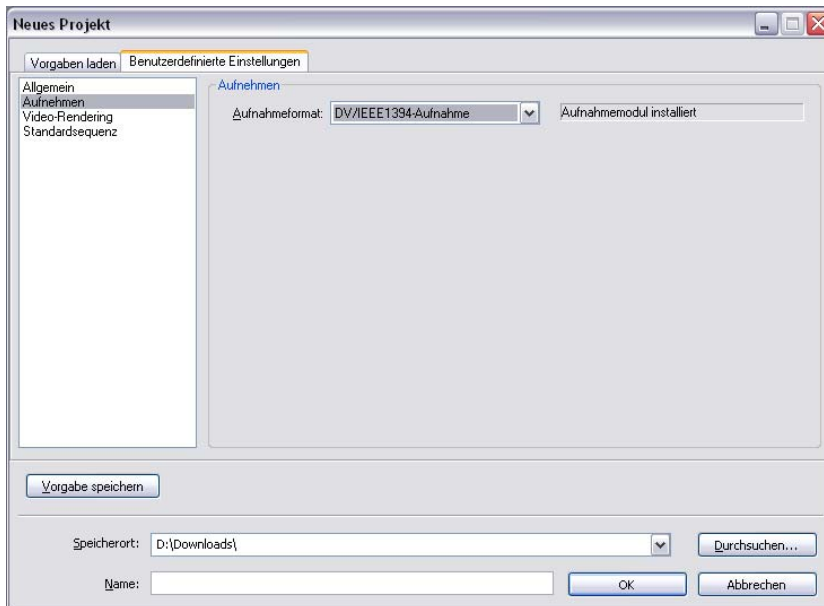 Neues Projekt
Vorgaben laden
Benutzerdefinierte Einstellungen
Allgemein
Aufnehmen
Video-Rendering
Standardsequenz
Aufnehmen
Aufnahmeformat: DV/IEEE1394-Aufnahme
Aufnahmemodul installiert
Vorgabe speichern
Speicherort: D:\Downloads\
Durchsuchen...
Name:
OK
Abbrechen